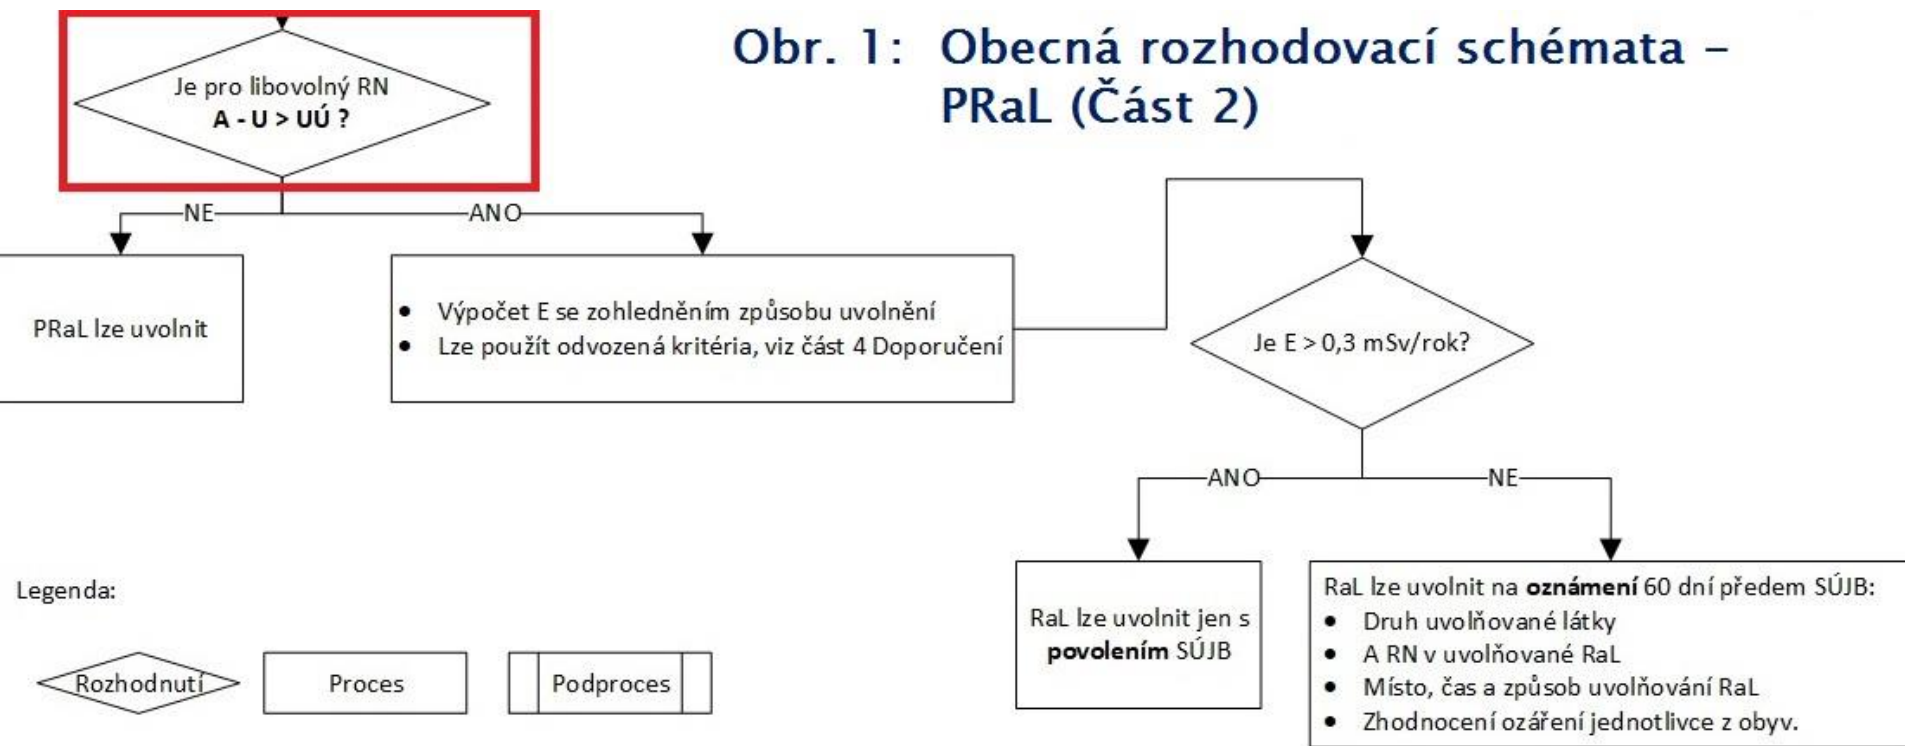 Obr. 1: Obecná rozhodovací schémata –
PRaL (Část 2)
Je pro libovolný RN
A - U > UÚ ?
NE
ANO
PRaL lze uvolnit
• Výpočet E se zohledněním způsobu uvolnění
• Lze použít odvozená kritéria, viz část 4 Doporučení
Je E > 0,3 mSv/rok?
ANO
NE
RaL lze uvolnit jen s
povolením SÚJB
RaL lze uvolnit na oznámení 60 dní předem SÚJB:
• Druh uvolňované látky
• A RN v uvolňované RaL
• Místo, čas a způsob uvolňování RaL
• Zhodnocení ozáření jednotlivce z obyv.
Legenda:
Rozhodnutí
Proces
Podproces